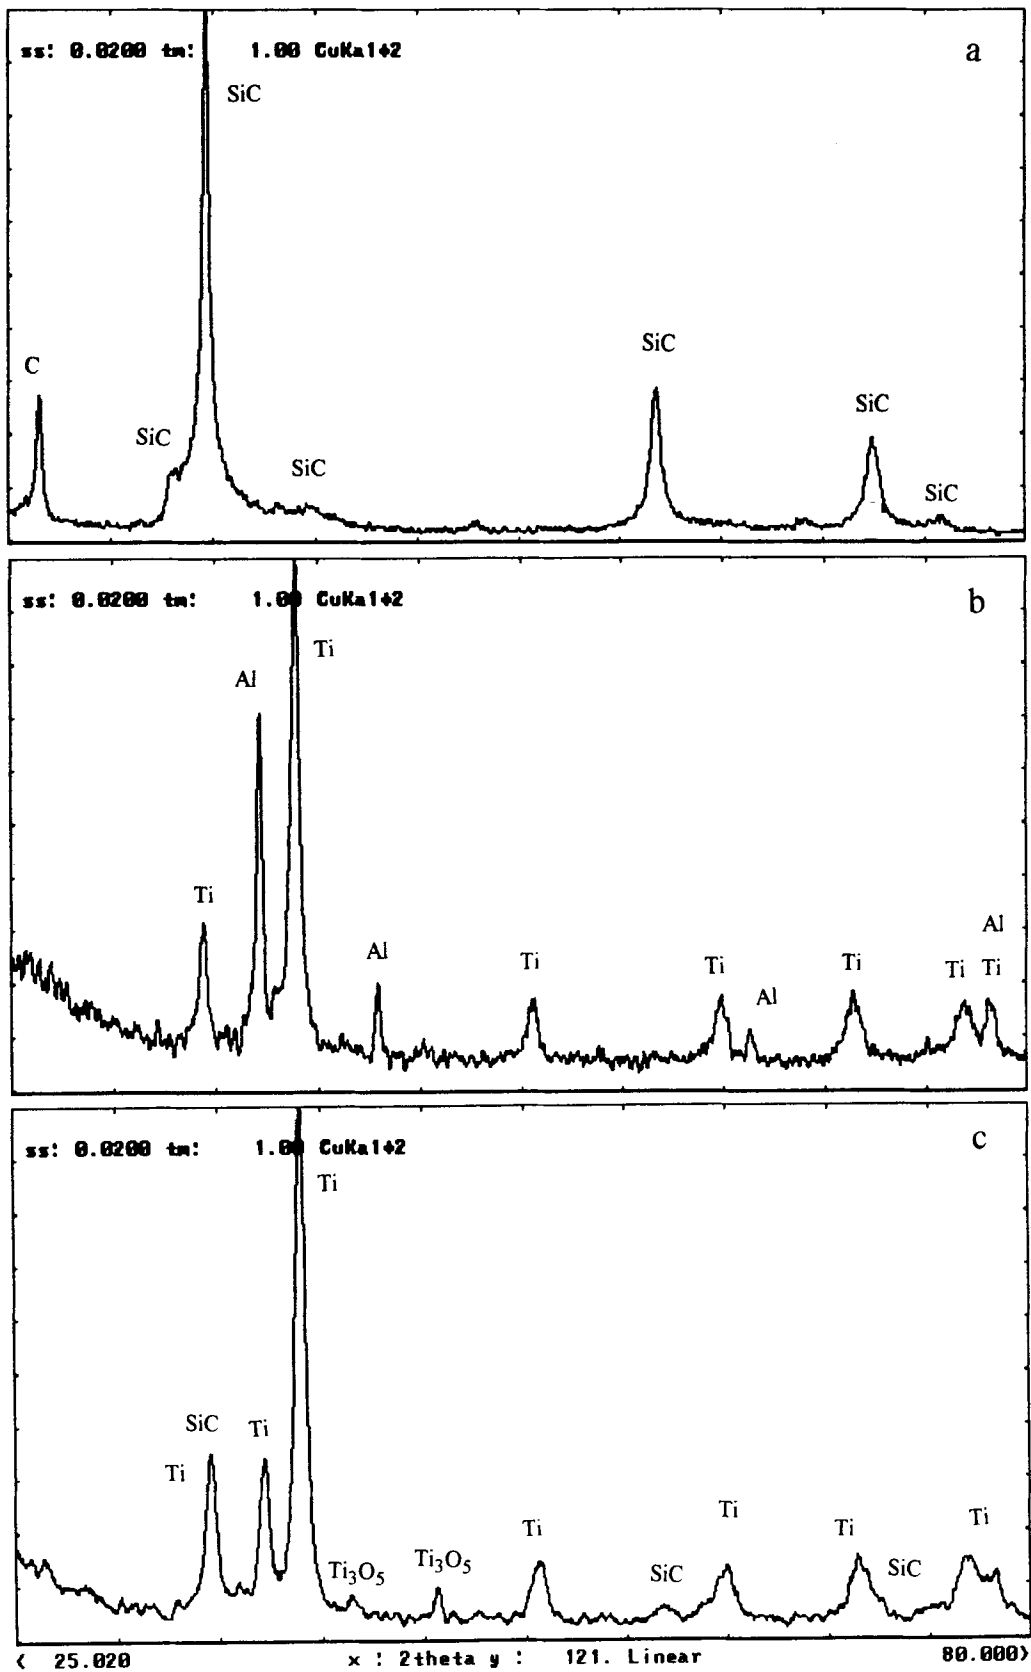 ss: 0.0200 tm: 1.00 CuKa1+2
a
SiC
C
SiC
SiC
SiC
SiC
SiC
ss: 0.0200 tm: 1.00 CuKa1+2
b
Ti
Al
Ti
Al
Ti
Ti
Al
Ti
Al
Ti Ti
ss: 0.0200 tm: 1.00 CuKa1+2
c
Ti
SiC
Ti
Ti
Ti3O5
Ti3O5
Ti
SiC
Ti
Ti
SiC
Ti
< 25.020 x : 2theta y : 121. Linear 80.000>